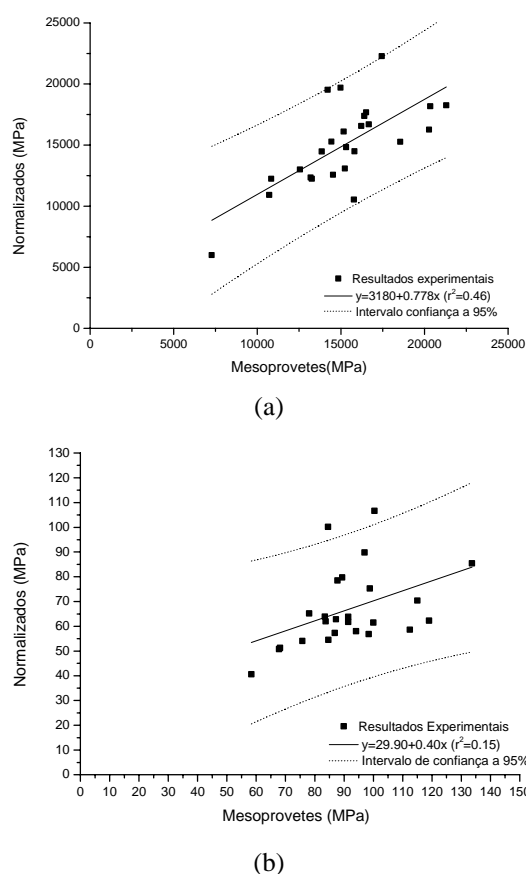 25000
20000
15000
10000
5000
0
Normalizados (MPa)
■ Resultados experimentais
y=3180+0.778x (r²=0.46)
Intervalo confiança a 95%
0 5000 10000 15000 20000 25000
Mesoprovetes(MPa)
(a)
130
120
110
100
90
80
70
60
50
40
30
20
10
0
Normalizados (MPa)
■ Resultados Experimentais
y=29.90+0.40x (r²=0.15)
Intervalo de confiança a 95%
0 10 20 30 40 50 60 70 80 90 100 110 120 130 140 150
Mesoprovetes (MPa)
(b)